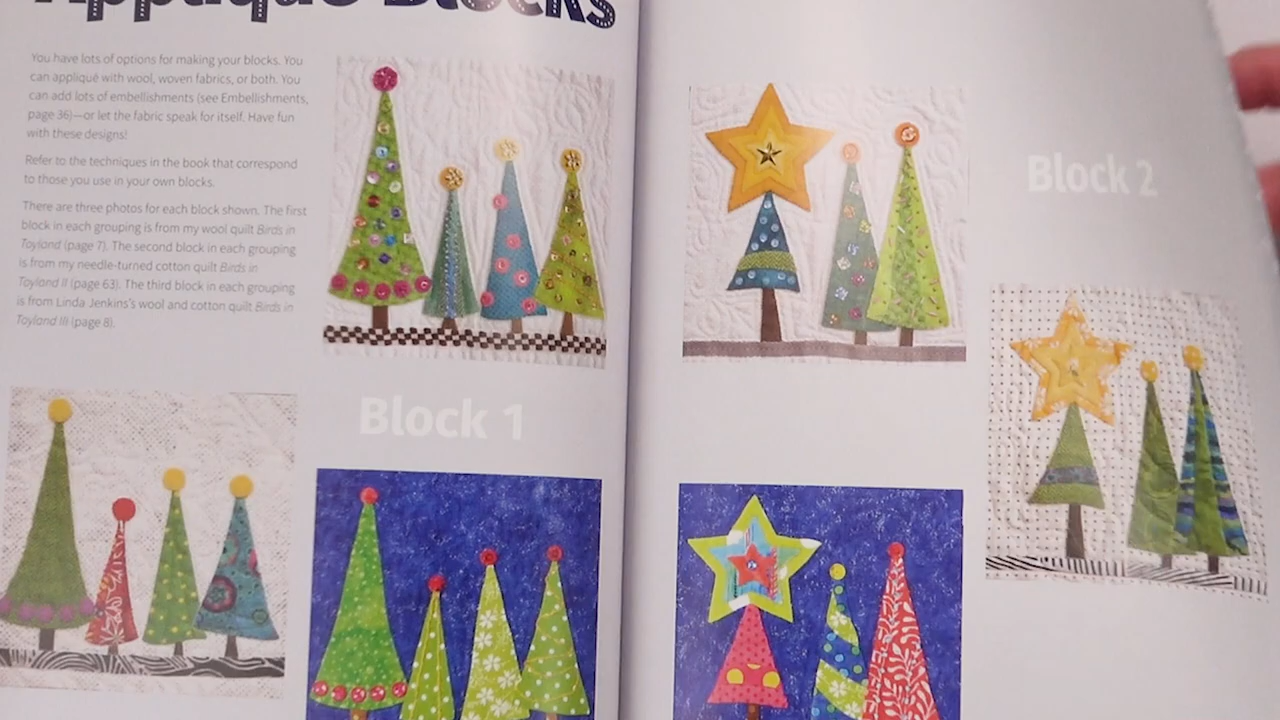 Appliqué Blocks
You have lots of options for making your blocks. You
can appliqué with wool, woven fabrics, or both. You
can add lots of embellishments (see Embellishments,
page 36)—or let the fabric speak for itself. Have fun
with these designs!
Refer to the techniques in the book that correspond
to those you use in your own blocks.
There are three photos for each block shown. The first
block in each grouping is from my wool quilt Birds in
Toyland (page 7). The second block in each grouping
is from my needle-turned cotton quilt Birds in
Toyland II (page 63). The third block in each grouping
is from Linda Jenkins's wool and cotton quilt Birds in
Toyland III (page 8).
Block 1
Block 2